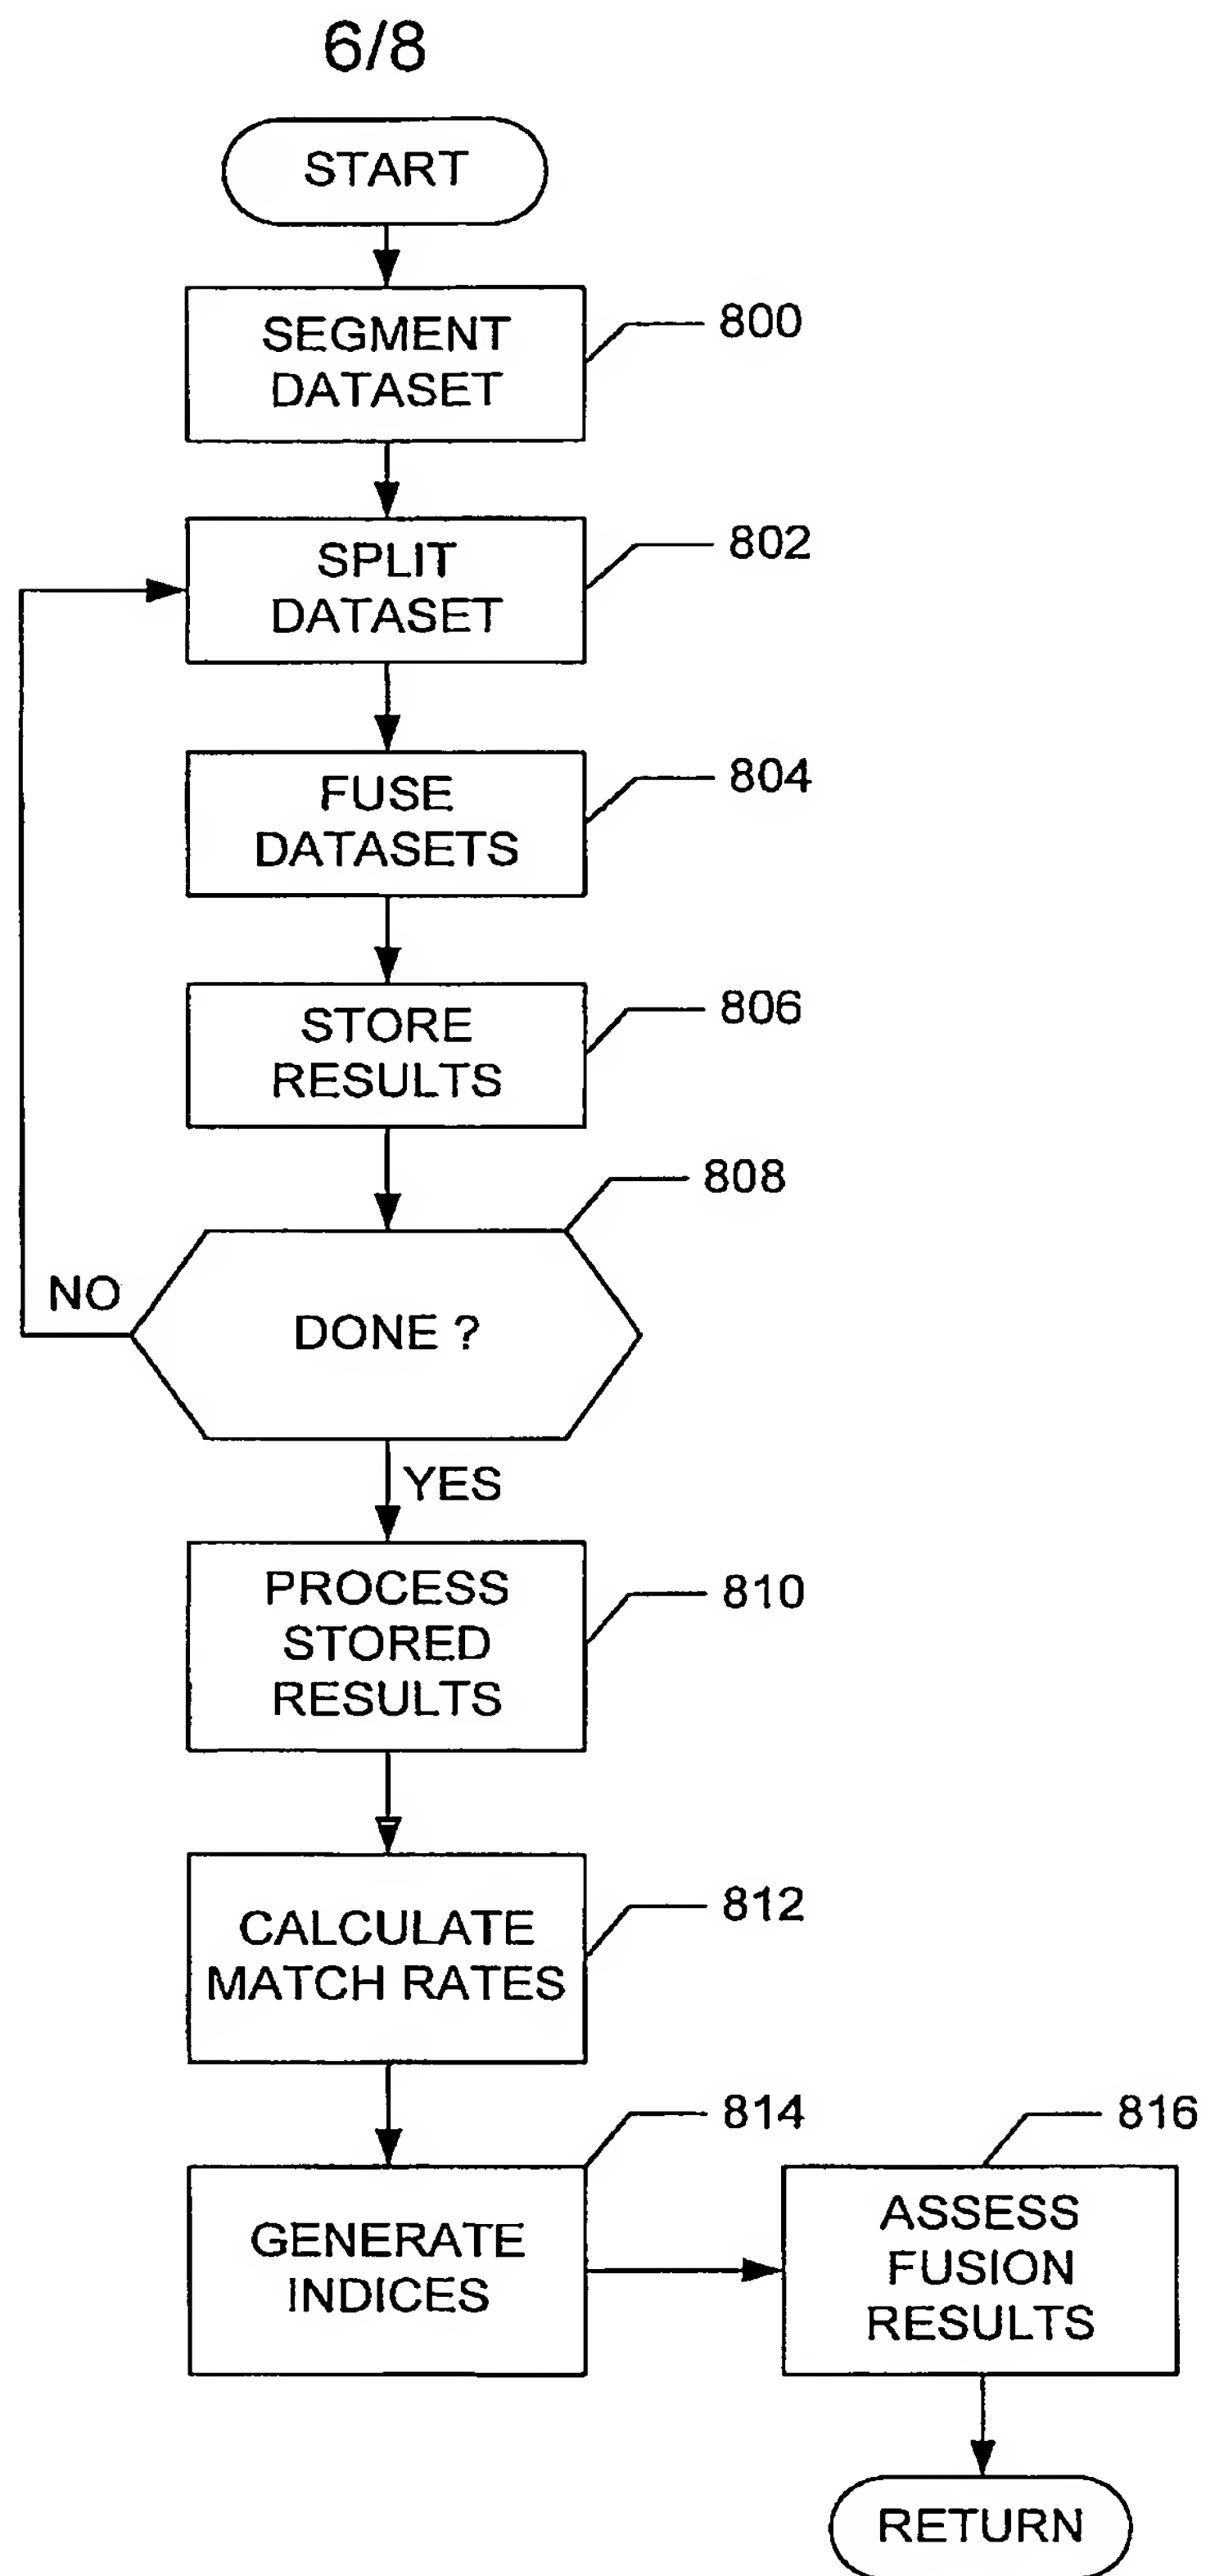 6/8
START
SEGMENT
DATASET
800
SPLIT
DATASET
802
FUSE
DATASETS
804
STORE
RESULTS
806
808
NO
DONE ?
YES
PROCESS
STORED
RESULTS
810
CALCULATE
MATCH RATES
812
814
816
GENERATE
INDICES
ASSESS
FUSION
RESULTS
RETURN